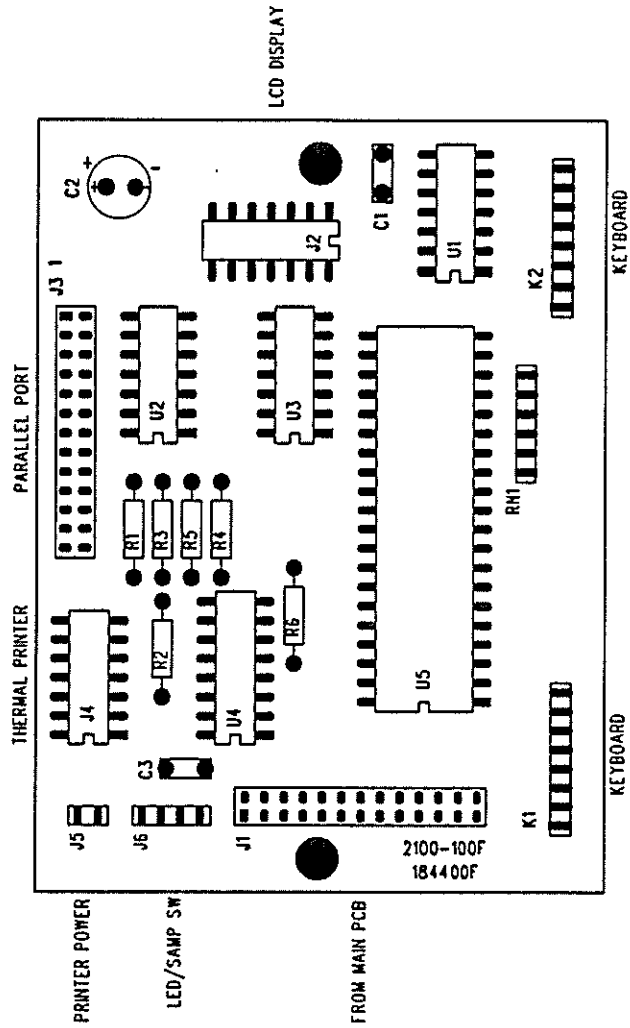 LCD DISPLAY
C2
+
+
-
J3 1
J2
C1
U1
K2
KEYBOARD
PARALLEL PORT
U2
U3
RN1
R1
R3
R5
R4
R6
THERMAL PRINTER
J4
R2
U4
U5
C3
J5
J6
J1
2100-100F
184400F
K1
KEYBOARD
PRINTER POWER
LED/SAMP SW
FROM MAIN PCB